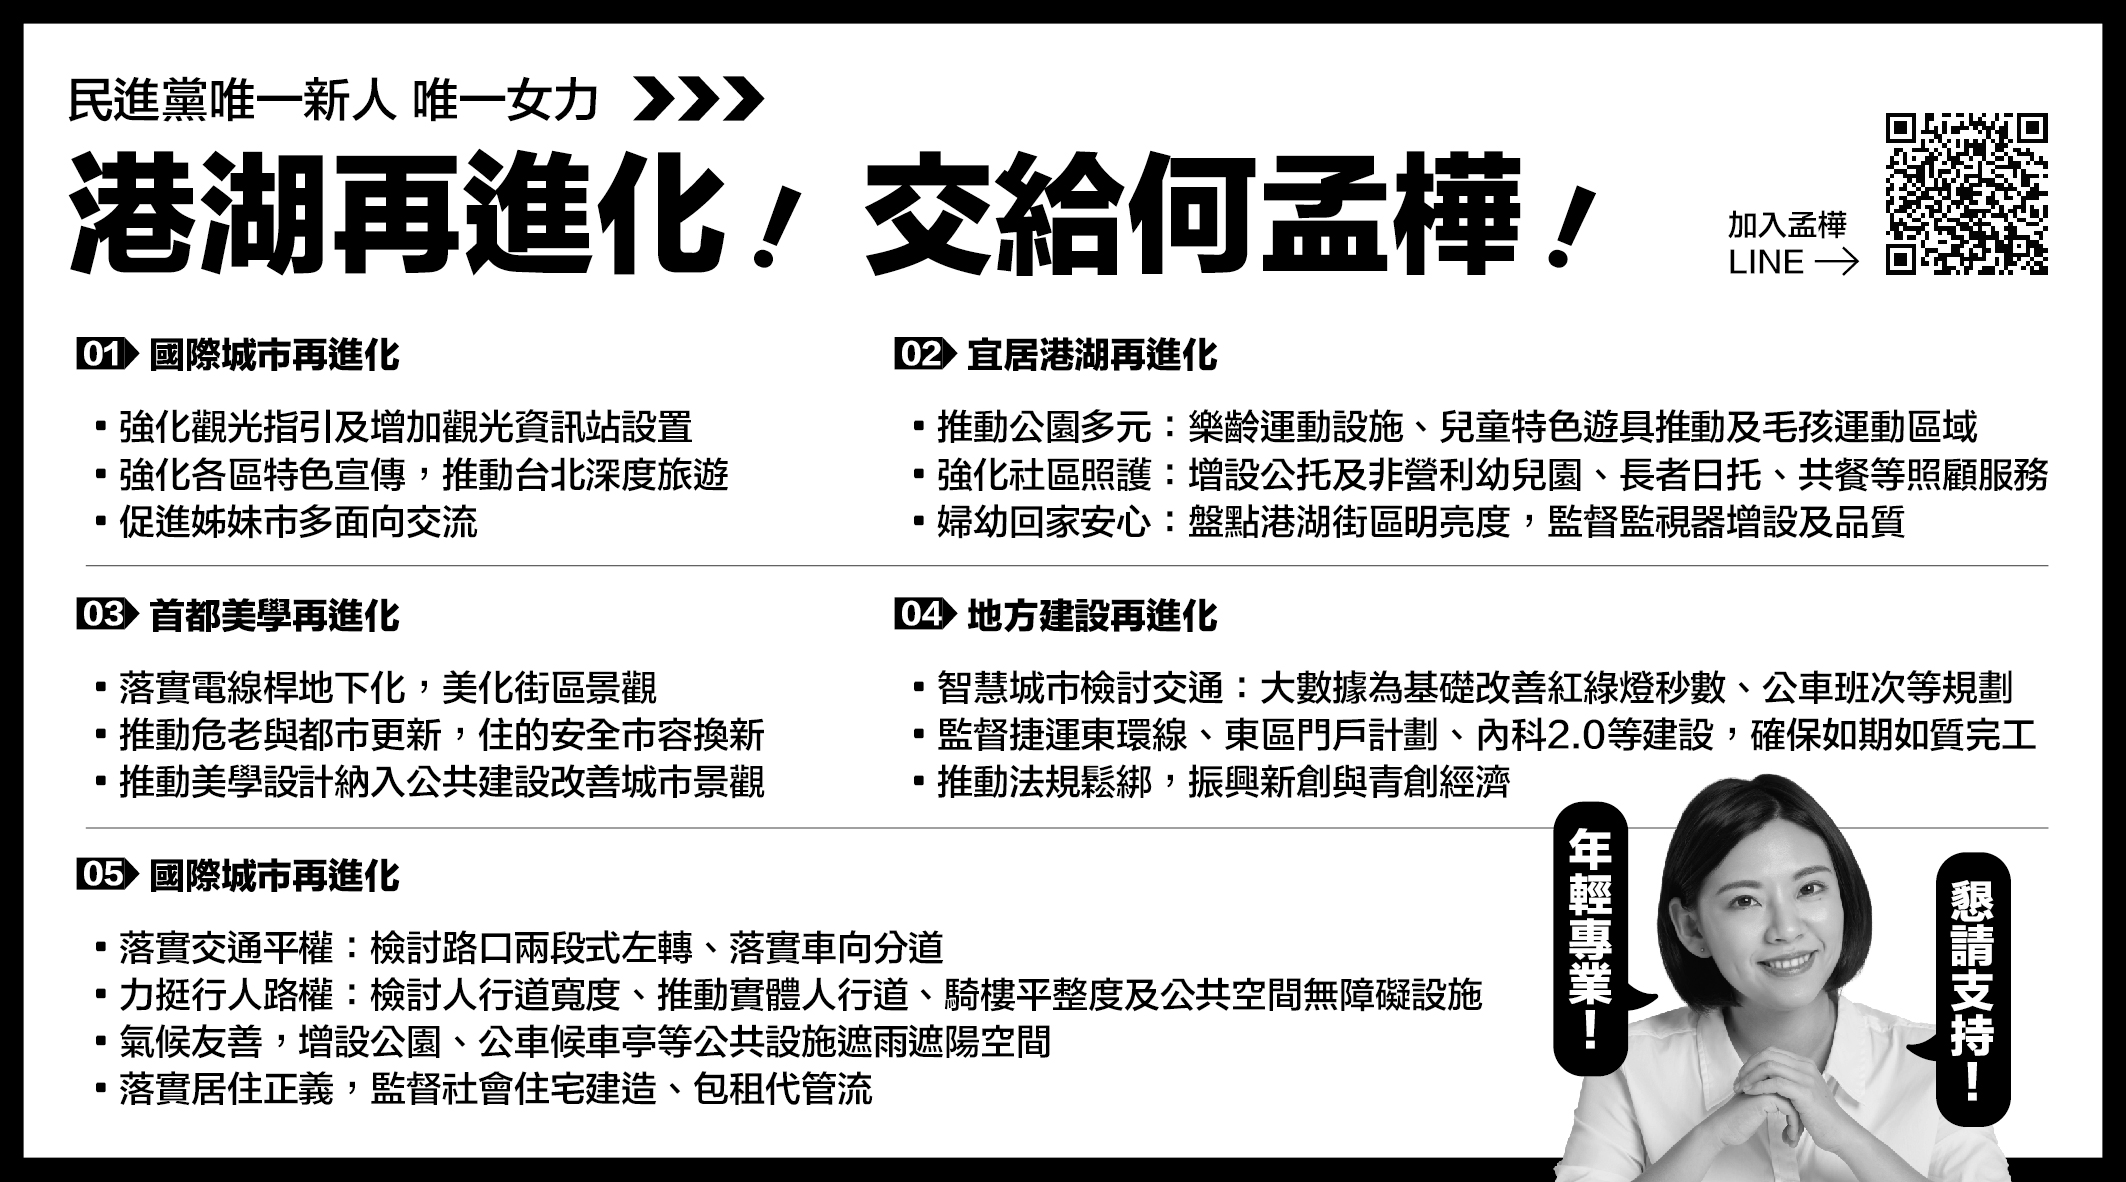 民進黨唯一新人 唯一女力
港湖再進化！ 交給何孟樺！
加入孟樺
LINE
01 國際城市再進化
▪ 強化觀光指引及增加觀光資訊站設置
▪ 強化各區特色宣傳，推動台北深度旅遊
▪ 促進姊妹市多面向交流
02 宜居港湖再進化
▪ 推動公園多元：樂齡運動設施、兒童特色遊具推動及毛孩運動區域
▪ 強化社區照護：增設公托及非營利幼兒園、長者日托、共餐等照顧服務
▪ 婦幼回家安心：盤點港湖街區明亮度，監督監視器增設及品質
03 首都美學再進化
▪ 落實電線桿地下化，美化街區景觀
▪ 推動危老與都市更新，住的安全市容換新
▪ 推動美學設計納入公共建設改善城市景觀
04 地方建設再進化
▪ 智慧城市檢討交通：大數據為基礎改善紅綠燈秒數、公車班次等規劃
▪ 監督捷運東環線、東區門戶計劃、內科2.0等建設，確保如期如質完工
▪ 推動法規鬆綁，振興新創與青創經濟
05 國際城市再進化
▪ 落實交通平權：檢討路口兩段式左轉、落實車向分道
▪ 力挺行人路權：檢討人行道寬度、推動實體人行道、騎樓平整度及公共空間無障礙設施
▪ 氣候友善，增設公園、公車候車亭等公共設施遮雨遮陽空間
▪ 落實居住正義，監督社會住宅建造、包租代管流
年輕專業！
懇請支持！